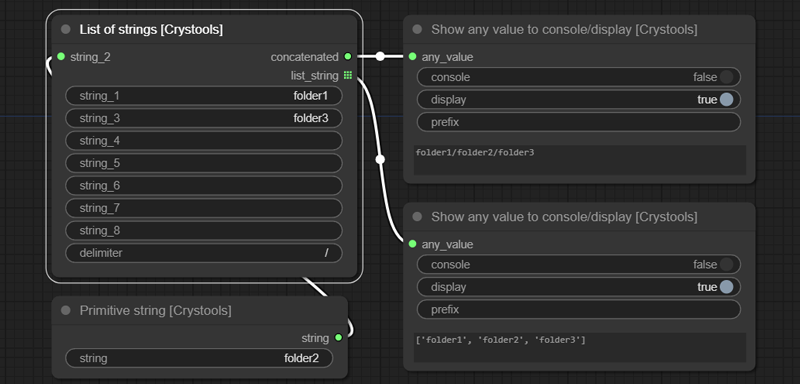 List of strings [Crystools]
string_2 concatenated
list_string
string_1 folder1
string_3 folder3
string_4
string_5
string_6
string_7
string_8
delimiter /
Primitive string [Crystools]
string
string folder2
Show any value to console/display [Crystools]
any_value
console false
display true
prefix
folder1/folder2/folder3
Show any value to console/display [Crystools]
any_value
console false
display true
prefix
['folder1', 'folder2', 'folder3']